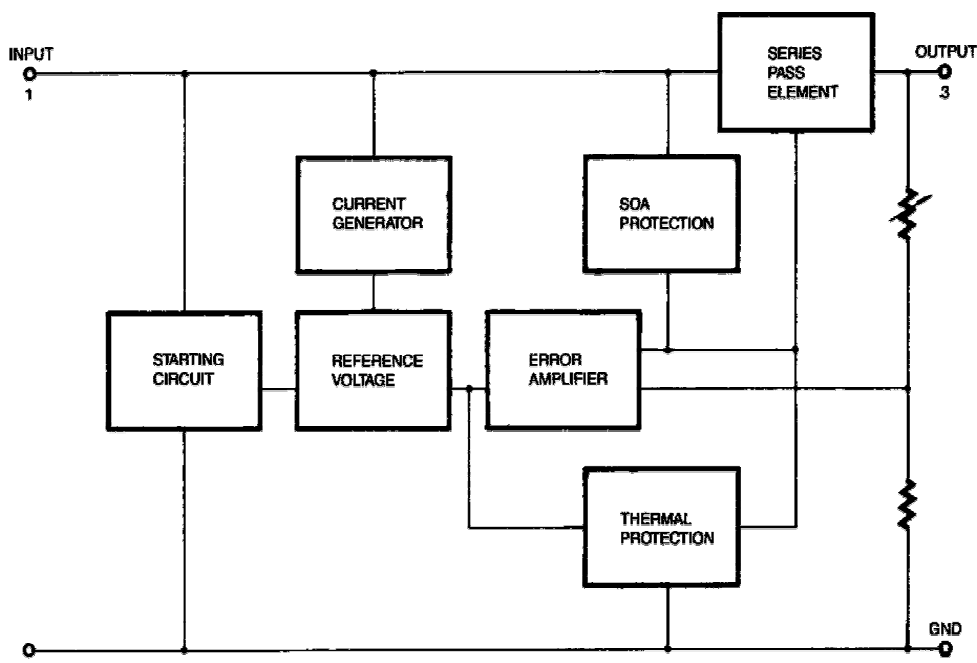 INPUT
1
SERIES
PASS
ELEMENT
OUTPUT
3
CURRENT
GENERATOR
SOA
PROTECTION
STARTING
CIRCUIT
REFERENCE
VOLTAGE
ERROR
AMPLIFIER
THERMAL
PROTECTION
GND